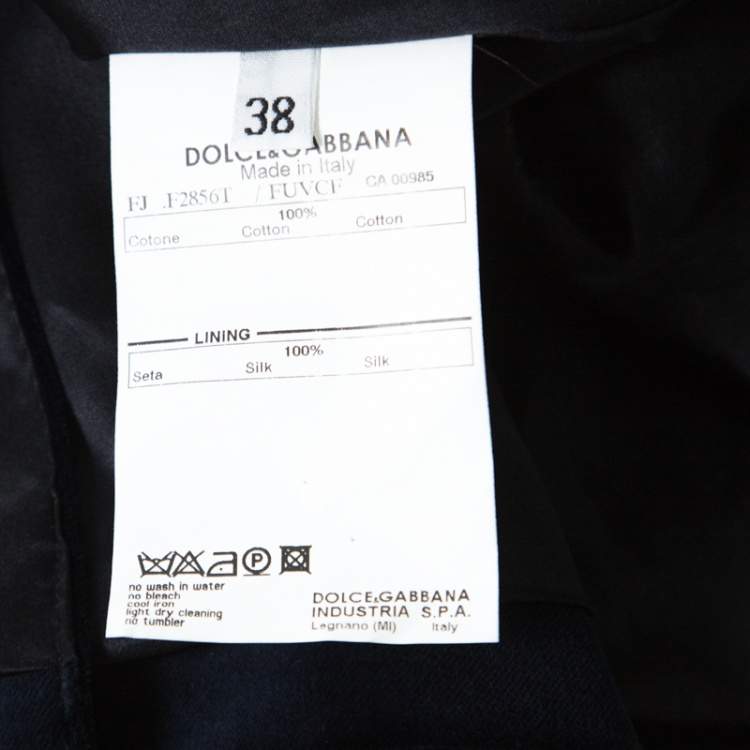 38
DOLCE&GABBANA
Made in Italy
FJ .F2856T / FUVCF CA 00985
100%
Cotone Cotton Cotton
LINING
100%
Seta Silk Silk
P
no wash in water
no bleach
cool iron
light dry cleaning
no tumbler
DOLCE&GABBANA
INDUSTRIA S.P.A.
Legnano (MI) Italy